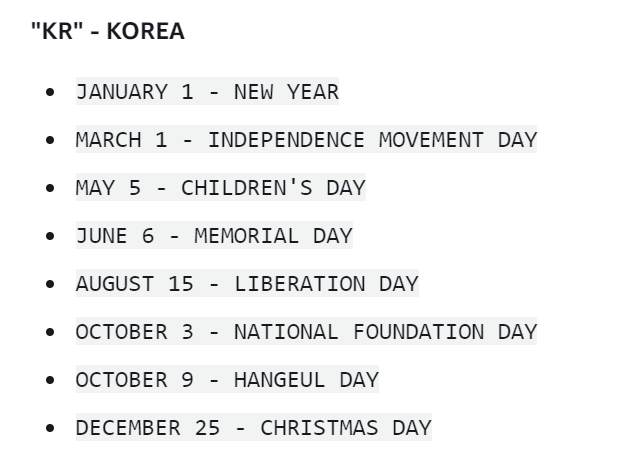 "KR" - KOREA
JANUARY 1 - NEW YEAR
MARCH 1 - INDEPENDENCE MOVEMENT DAY
MAY 5 - CHILDREN'S DAY
JUNE 6 - MEMORIAL DAY
AUGUST 15 - LIBERATION DAY
OCTOBER 3 - NATIONAL FOUNDATION DAY
OCTOBER 9 - HANGEUL DAY
DECEMBER 25 - CHRISTMAS DAY